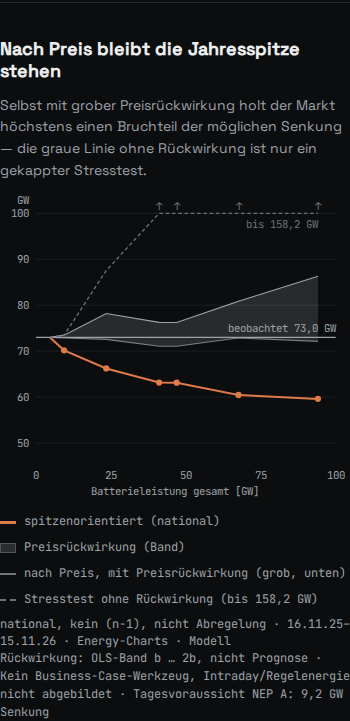 Nach Preis bleibt die Jahresspitze
stehen
Selbst mit grober Preisrückwirkung holt der Markt
höchstens einen Bruchteil der möglichen Senkung
— die graue Linie ohne Rückwirkung ist nur ein
gekappter Stresstest.
GW
100
↑ ↑ ↑ ↑
bis 158,2 GW
90
80
beobachtet 73,0 GW
70
60
50
0 25 50 75 100
Batterieleistung gesamt [GW]
spitzenorientiert (national)
Preisrückwirkung (Band)
nach Preis, mit Preisrückwirkung (grob, unten)
Stresstest ohne Rückwirkung (bis 158,2 GW)
national, kein (n-1), nicht Abregelung · 16.11.25–
15.11.26 · Energy-Charts · Modell
Rückwirkung: OLS-Band b … 2b, nicht Prognose ·
Kein Business-Case-Werkzeug, Intraday/Regelenergie
nicht abgebildet · Tagesvoraussicht NEP A: 9,2 GW
Senkung